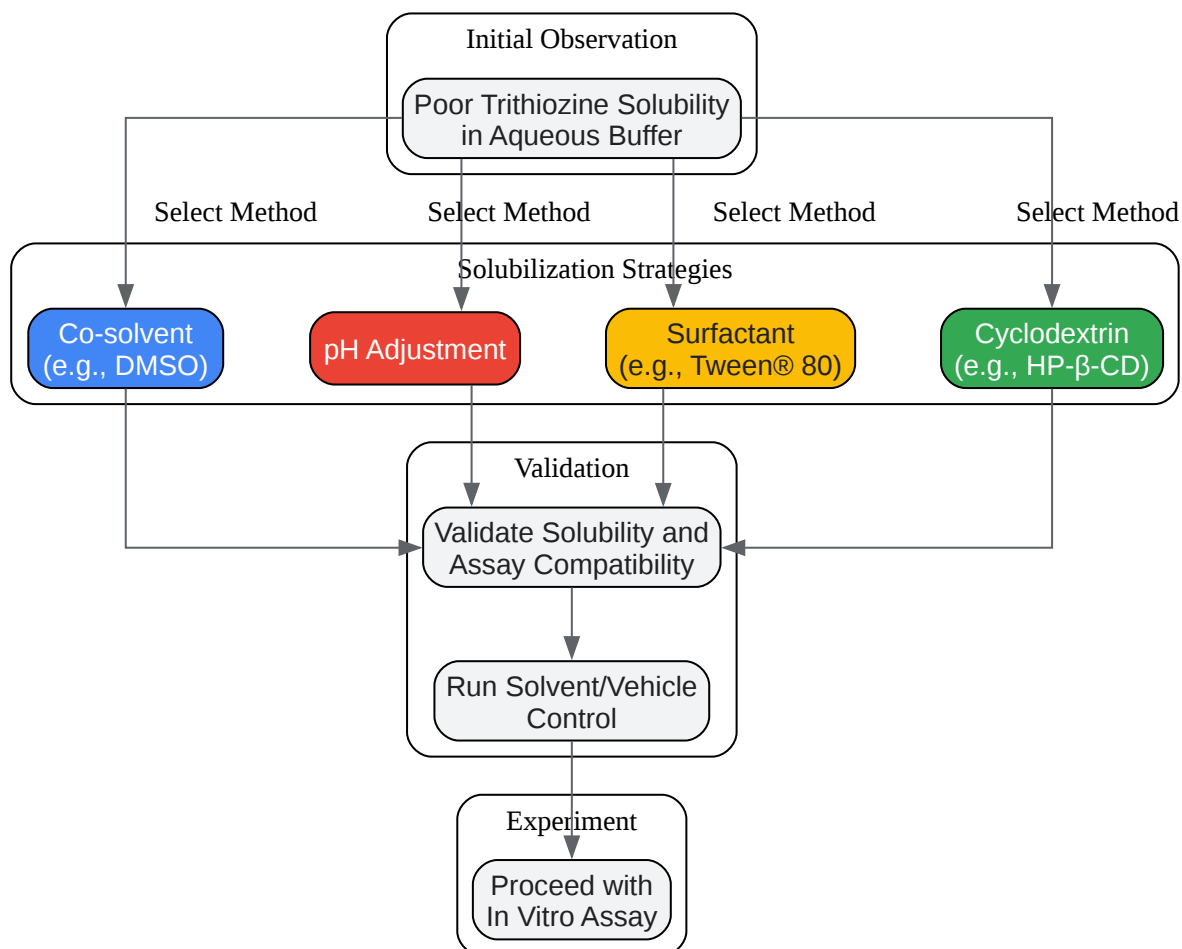 Initial Observation
Poor Trithiozine Solubility
in Aqueous Buffer
Select Method
Select Method
Select Method
Select Method
Solubilization Strategies
Co-solvent
(e.g., DMSO)
pH Adjustment
Surfactant
(e.g., Tween® 80)
Cyclodextrin
(e.g., HP-β-CD)
Validation
Validate Solubility and
Assay Compatibility
Run Solvent/Vehicle
Control
Experiment
Proceed with
In Vitro Assay